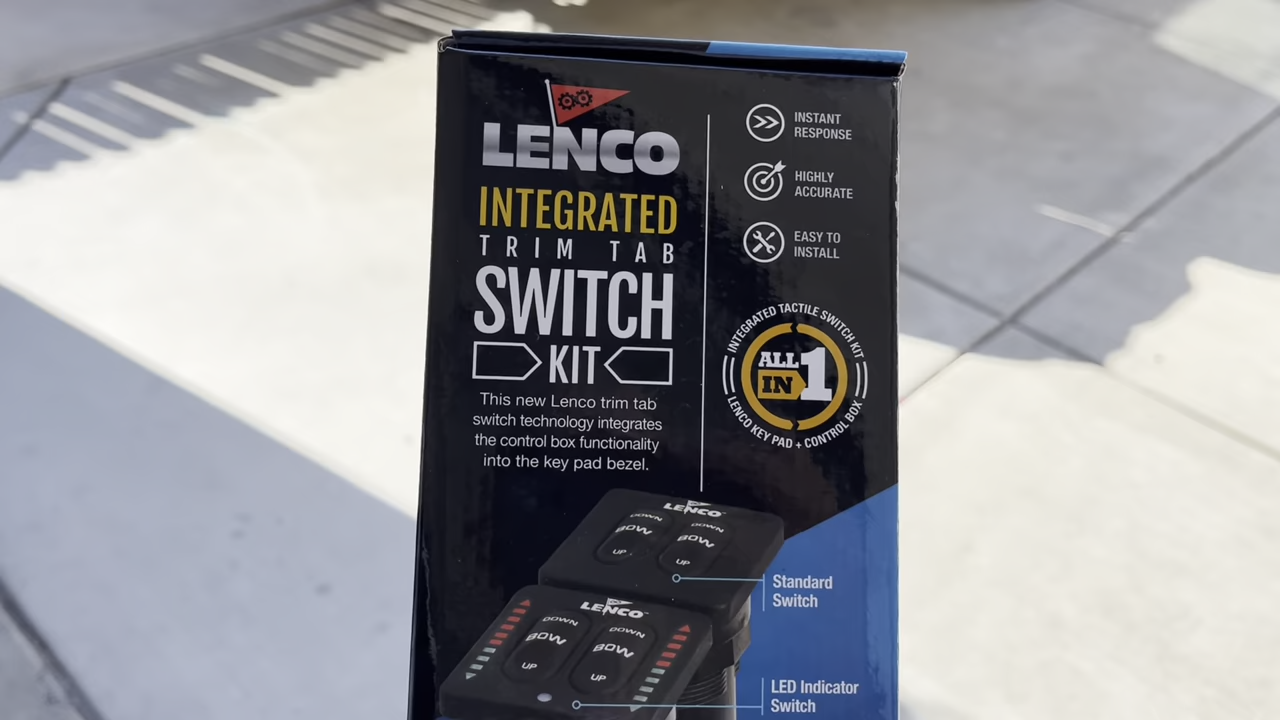 LENCO
INTEGRATED
TRIM TAB
SWITCH
KIT
This new Lenco trim tab
switch technology integrates
the control box functionality
into the key pad bezel.
INSTANT
RESPONSE
HIGHLY
ACCURATE
EASY TO
INSTALL
INTEGRATED TACTILE SWITCH KIT
ALL
IN 1
LENCO KEY PAD + CONTROL BOX
LENCO™
DOWN DOWN
BOW BOW
UP UP
Standard
Switch
LENCO™
DOWN DOWN
BOW BOW
UP UP
LED Indicator
Switch